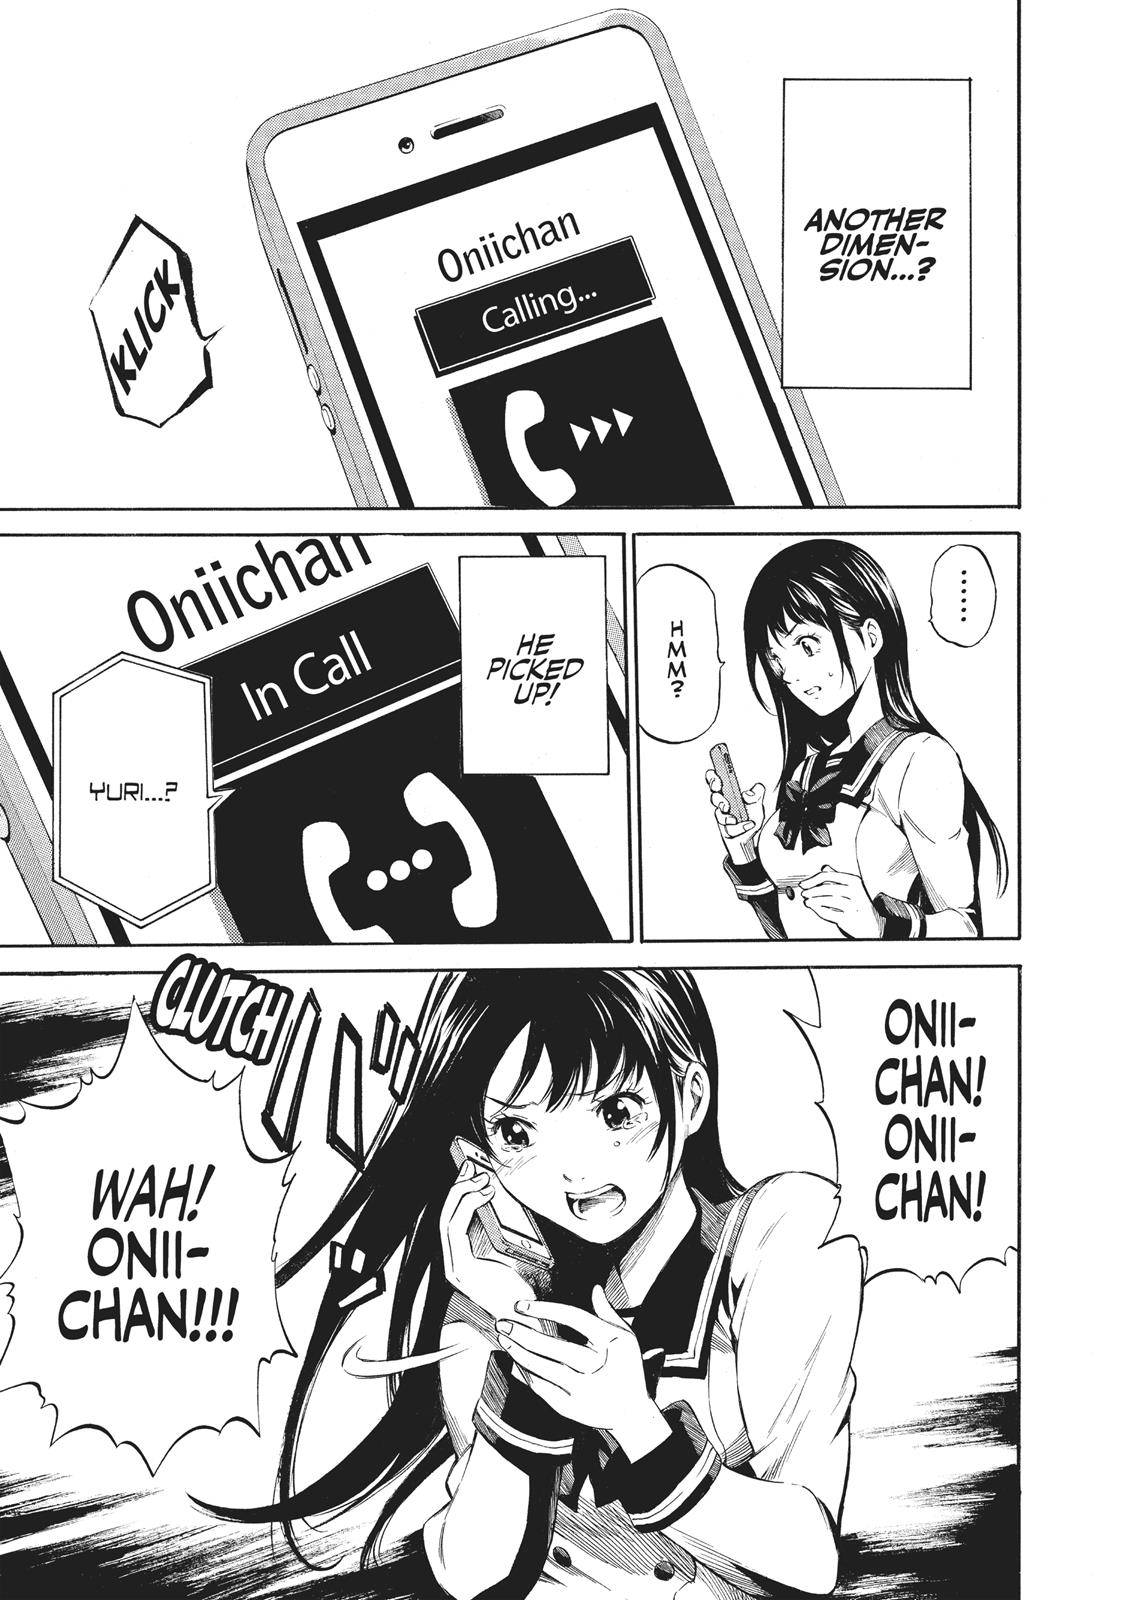 ANOTHER
DIMEN-
SION...?
Oniichan
Calling...
KLICK
......
HMM?
HE
PICKED
UP!
Oniichan
In Call
YURI...?
ONII-
CHAN!
ONII-
CHAN!
CLUTCH
WAH!
ONII-
CHAN!!!